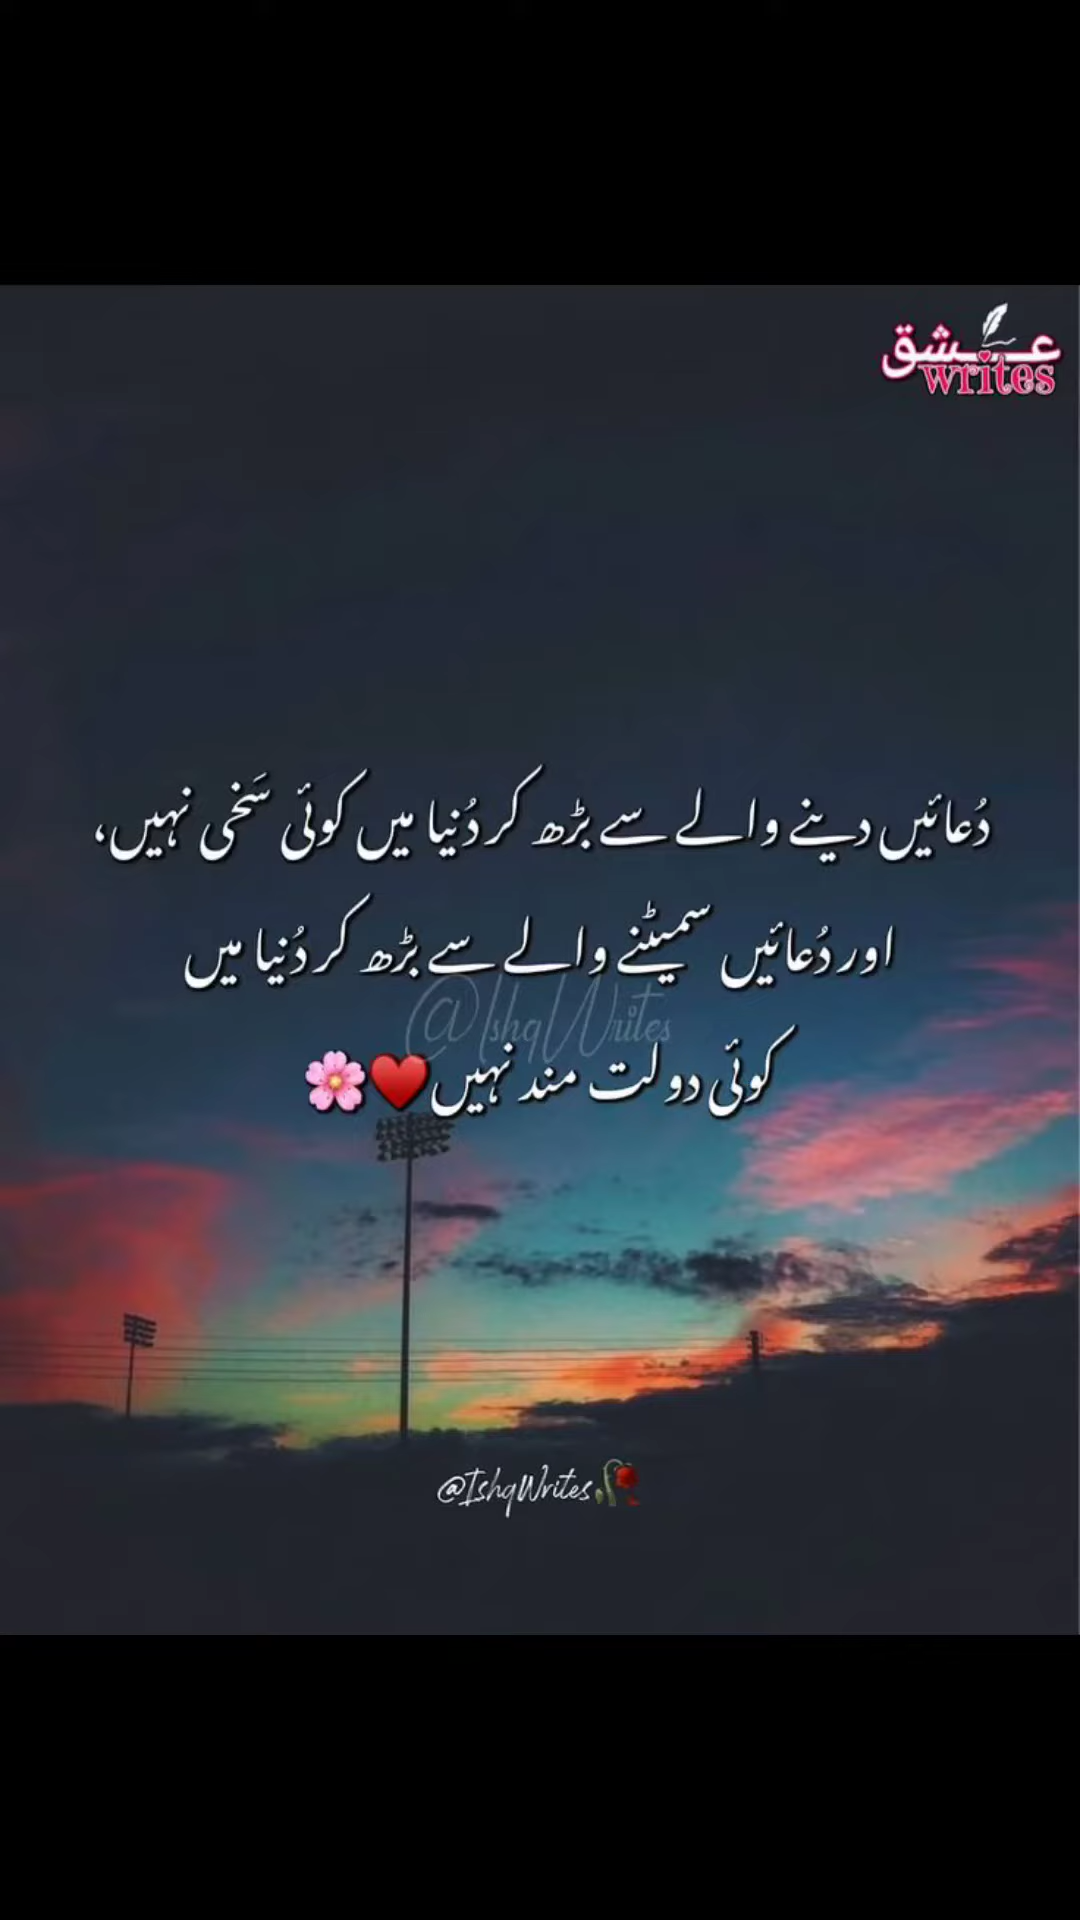 عشق
writes
دُعائیں دینے والے سے بڑھ کر دُنیا میں کوئی سَخی نہیں،
اور دُعائیں سمیٹنے والے سے بڑھ کر دُنیا میں
@IshqWrites
کوئی دولت مند نہیں❤️🌸
@IshqWrites🥀